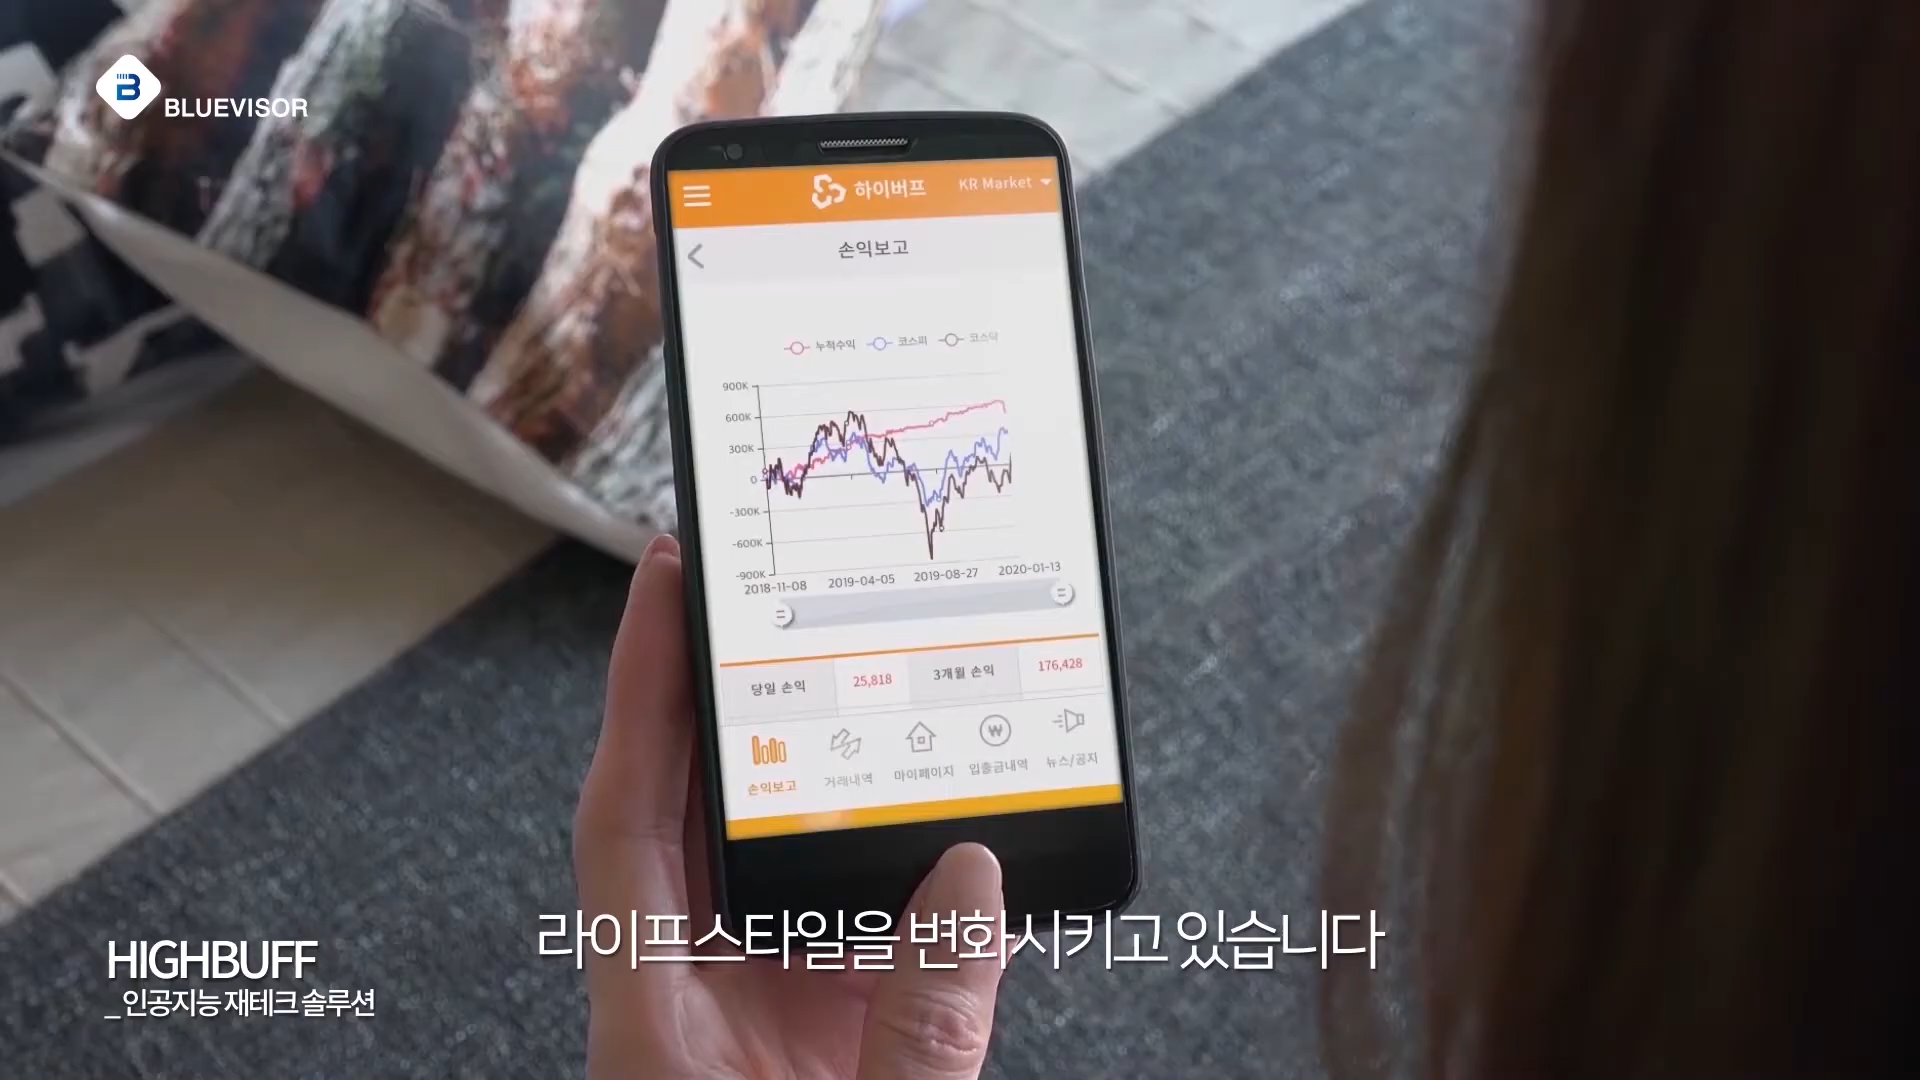 BLUEVISOR
하이버프
KR Market
손익보고
누적수익 코스피 코스닥
900K
600K
300K
0
-300K
-600K
-900K
2018-11-08 2019-04-05 2019-08-27 2020-01-13
당일 손익 25,818 3개월 손익 176,428
손익보고 거래내역 마이페이지 입출금내역 뉴스/공지
라이프스타일을 변화시키고 있습니다
HIGHBUFF
_ 인공지능 재테크 솔루션